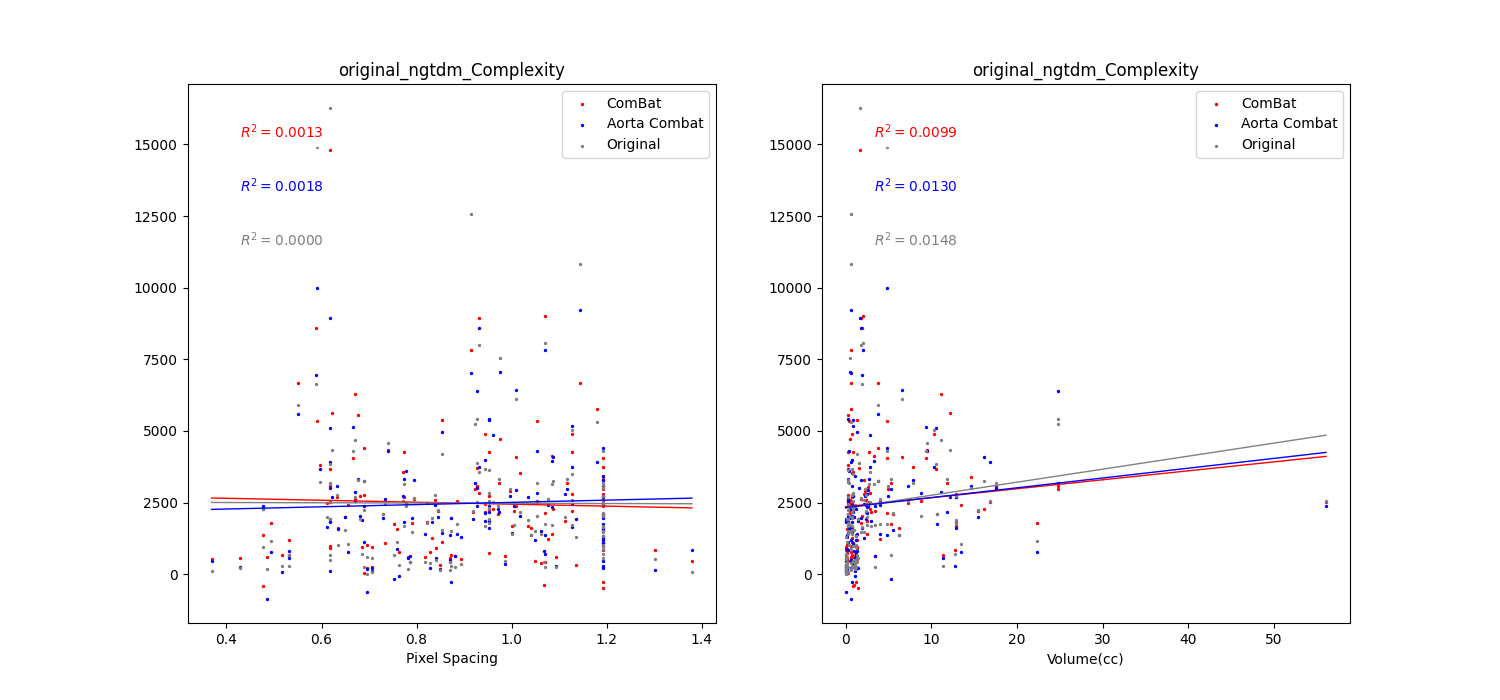 original_ngtdm_Complexity
ComBat
Aorta Combat
Original
R² = 0.0013
R² = 0.0018
R² = 0.0000
15000
12500
10000
7500
5000
2500
0
0.4 0.6 0.8 1.0 1.2 1.4
Pixel Spacing
original_ngtdm_Complexity
ComBat
Aorta Combat
Original
R² = 0.0099
R² = 0.0130
R² = 0.0148
15000
12500
10000
7500
5000
2500
0
0 10 20 30 40 50
Volume(cc)